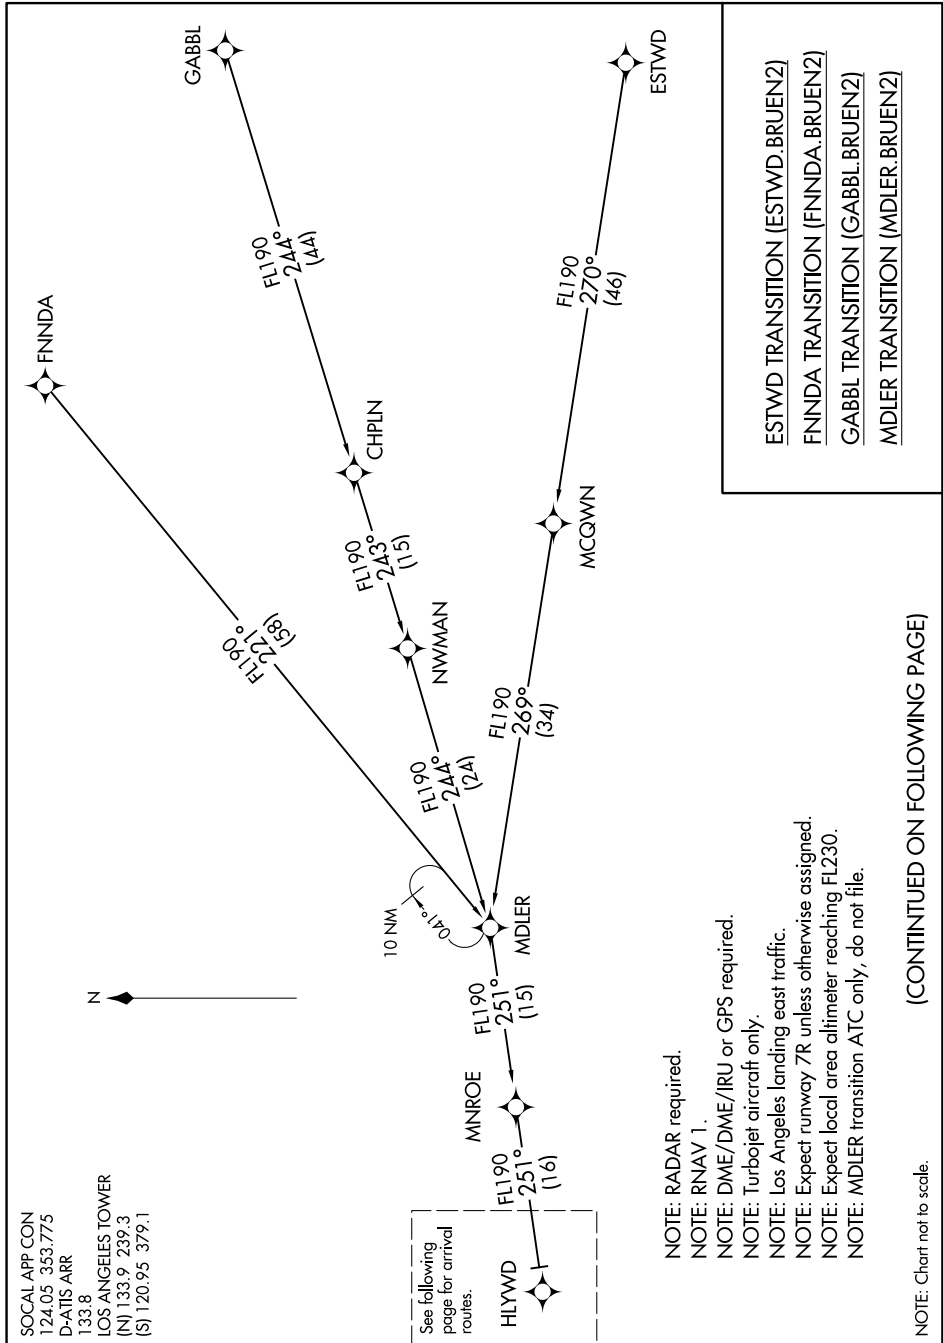 SOCAL APP CON
124.05 353.775
D-ATIS ARR
133.8
LOS ANGELES TOWER
(N) 133.9 239.3
(S) 120.95 379.1
N
FNNDA
GABBL
FL190
221°
(58)
FL190
244°
(44)
CHPLN
FL190
243°
(15)
NWMAN
FL190
244°
(24)
10 NM
041°
MDLER
ESTWD
FL190
270°
(46)
MCQWN
FL190
269°
(34)
FL190
251°
(15)
MNROE
FL190
251°
(16)
See following
page for arrival
routes.
HLYWD
NOTE: RADAR required.
NOTE: RNAV 1.
NOTE: DME/DME/IRU or GPS required.
NOTE: Turbojet aircraft only.
NOTE: Los Angeles landing east traffic.
NOTE: Expect runway 7R unless otherwise assigned.
NOTE: Expect local area altimeter reaching FL230.
NOTE: MDLER transition ATC only, do not file.
ESTWD TRANSITION (ESTWD.BRUEN2)
FNNDA TRANSITION (FNNDA.BRUEN2)
GABBL TRANSITION (GABBL.BRUEN2)
MDLER TRANSITION (MDLER.BRUEN2)
(CONTINTUED ON FOLLOWING PAGE)
NOTE: Chart not to scale.